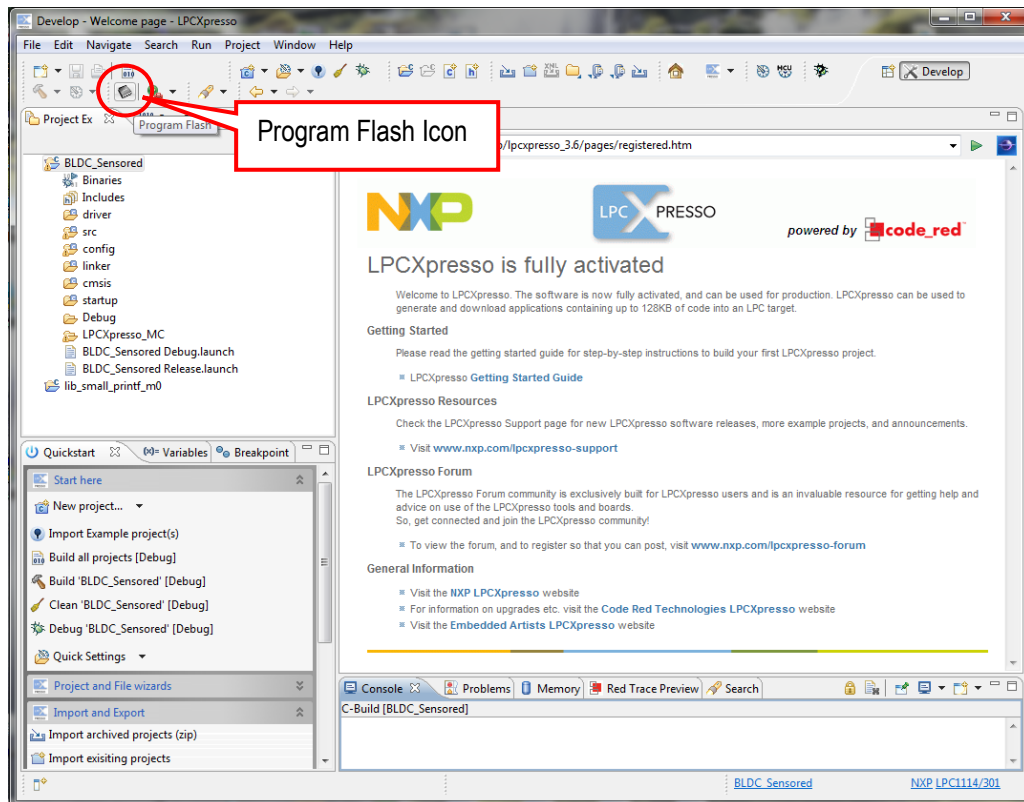 Develop - Welcome page - LPCXpresso
File Edit Navigate Search Run Project Window Help
Develop
Project Ex
Program Flash
Program Flash Icon
/lpcxpresso_3.6/pages/registered.htm
BLDC_Sensored
Binaries
Includes
driver
src
config
linker
cmsis
startup
Debug
LPCXpresso_MC
BLDC_Sensored Debug.launch
BLDC_Sensored Release.launch
lib_small_printf_m0
NXP
LPC XPRESSO
powered by code_red
LPCXpresso is fully activated
Welcome to LPCXpresso. The software is now fully activated, and can be used for production. LPCXpresso can be used to
generate and download applications containing up to 128KB of code into an LPC target.
Getting Started
Please read the getting started guide for step-by-step instructions to build your first LPCXpresso project.
LPCXpresso Getting Started Guide
LPCXpresso Resources
Check the LPCXpresso Support page for new LPCXpresso software releases, more example projects, and announcements.
Visit www.nxp.com/lpcxpresso-support
LPCXpresso Forum
The LPCXpresso Forum community is exclusively built for LPCXpresso users and is an invaluable resource for getting help and
advice on use of the LPCXpresso tools and boards.
So, get connected and join the LPCXpresso community!
To view the forum, and to register so that you can post, visit www.nxp.com/lpcxpresso-forum
General Information
Visit the NXP LPCXpresso website
For information on upgrades etc. visit the Code Red Technologies LPCXpresso website
Visit the Embedded Artists LPCXpresso website
Quickstart (x)= Variables Breakpoint
Start here
New project...
Import Example project(s)
Build all projects [Debug]
Build 'BLDC_Sensored' [Debug]
Clean 'BLDC_Sensored' [Debug]
Debug 'BLDC_Sensored' [Debug]
Quick Settings
Project and File wizards
Import and Export
Import archived projects (zip)
Import exisiting projects
Console Problems Memory Red Trace Preview Search
C-Build [BLDC_Sensored]
BLDC_Sensored NXP LPC1114/301